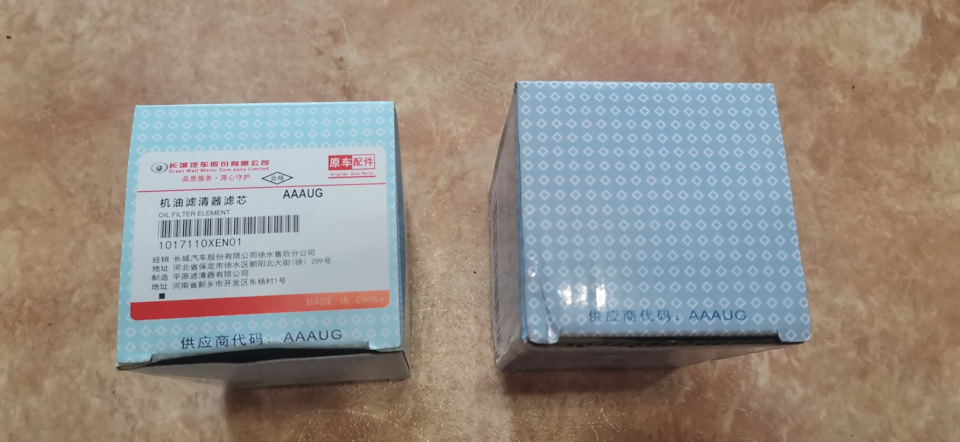 长城汽车股份有限公司
Great Wall Motor Company Limited
品质服务·源心守护
合格
原车配件
Original Auto Parts
AAAUG
机油滤清器滤芯
OIL FILTER ELEMENT
1017110XEN01
经销 长城汽车股份有限公司徐水售后分公司
地址 河北省保定市徐水区朝阳北大街(徐)299号
制造 平原滤清器有限公司
地址 河南省新乡市开发区东杨村1号
MADE IN CHINA
供应商代码: AAAUG
供应商代码: AAAUG